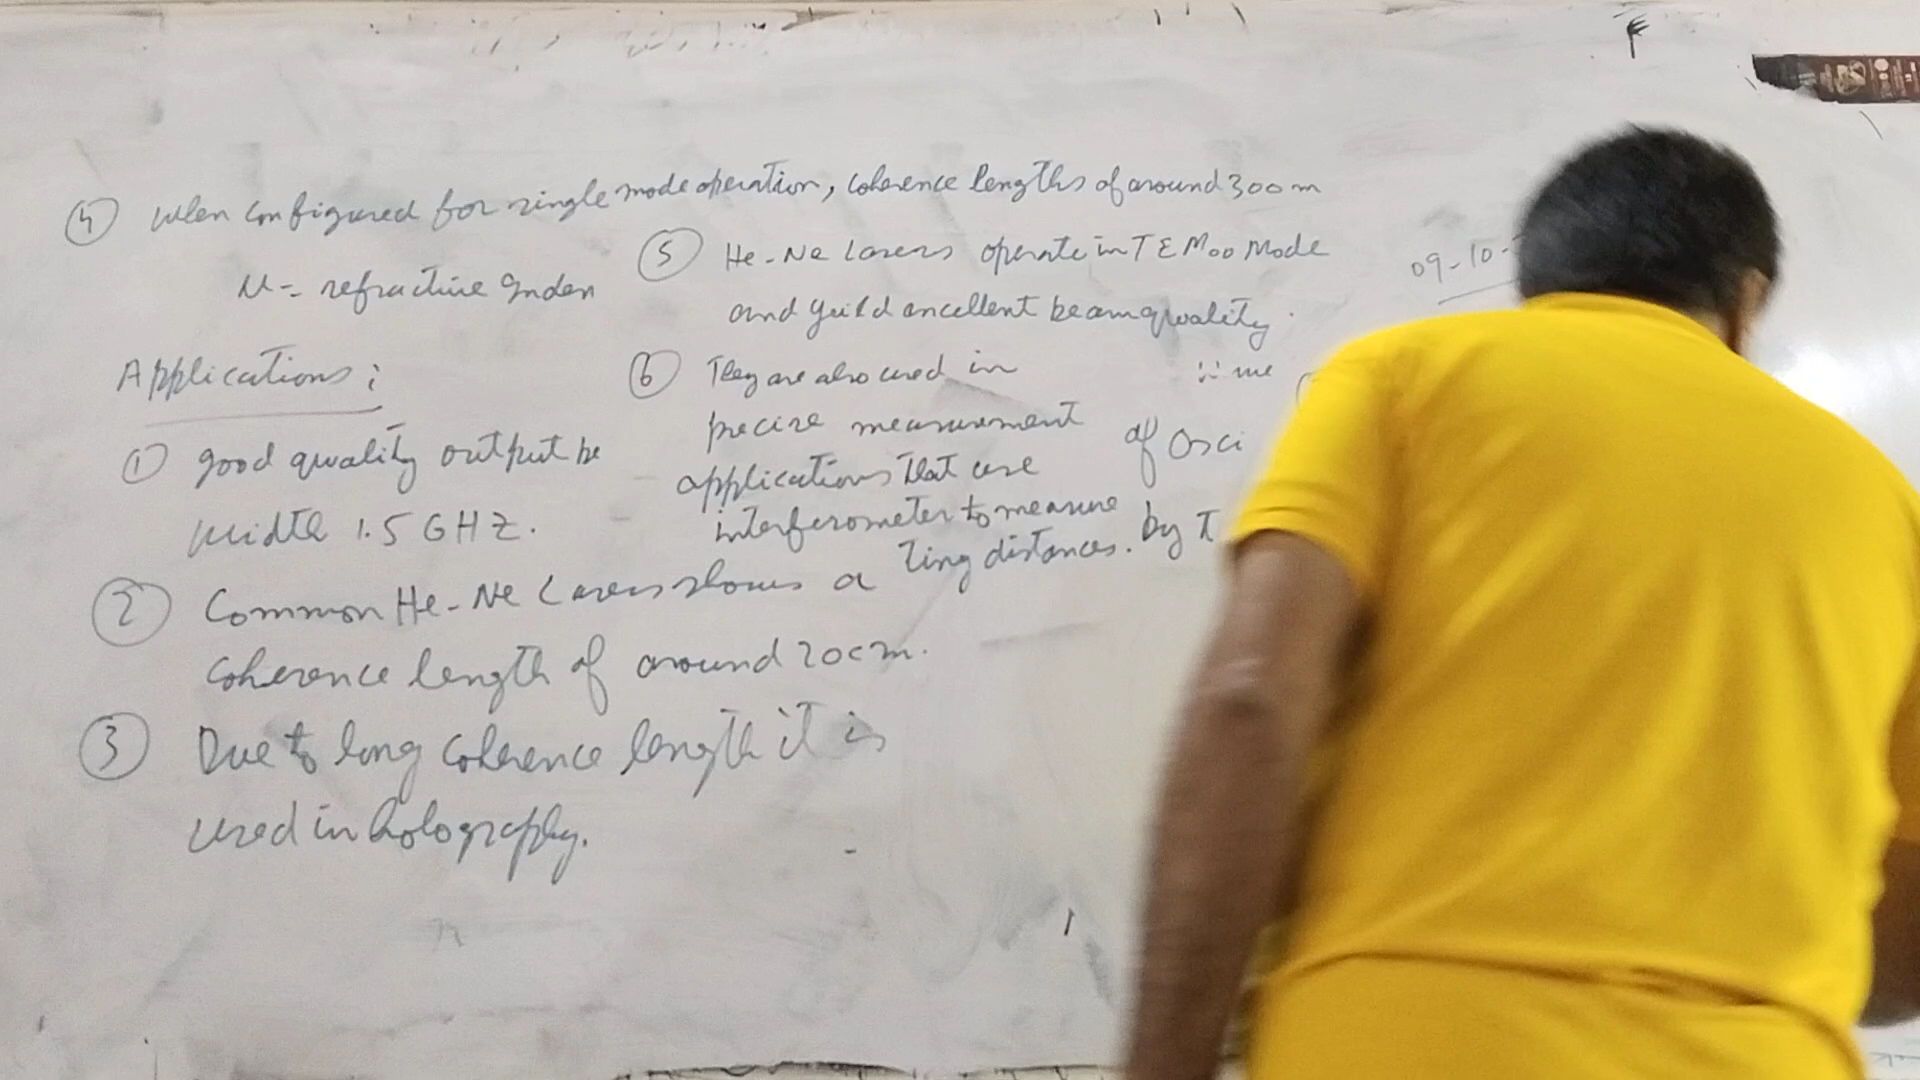 ④ When configured for single mode operation, coherence lengths of around 300 m
N = refractive index
⑤ He-Ne Lasers operate in TEM00 Mode
and yeild excellent beam quality.
09-10-
Applications:
① good quality output be
width 1.5 GHZ.
② Common He-Ne Lasers shows a
coherence length of around 20cm.
③ Due to long coherence length it is
used in holography.
⑥ They are also used in
precise measurement
applications that use
interferometer to measure
ting distances.
me
of osci
by